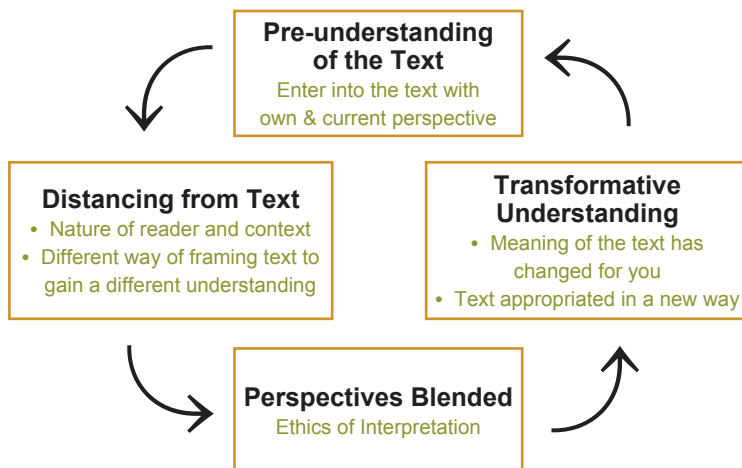 Pre-understanding
of the Text
Enter into the text with
own & current perspective
Distancing from Text
• Nature of reader and context
• Different way of framing text to
gain a different understanding
Transformative
Understanding
• Meaning of the text has
changed for you
• Text appropriated in a new way
Perspectives Blended
Ethics of Interpretation